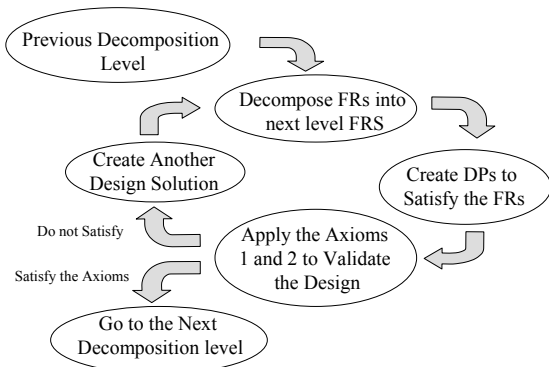 Previous Decomposition
Level
Decompose FRs into
next level FRS
Create Another
Design Solution
Create DPs to
Satisfy the FRs
Do not Satisfy
Apply the Axioms
1 and 2 to Validate
the Design
Satisfy the Axioms
Go to the Next
Decomposition level